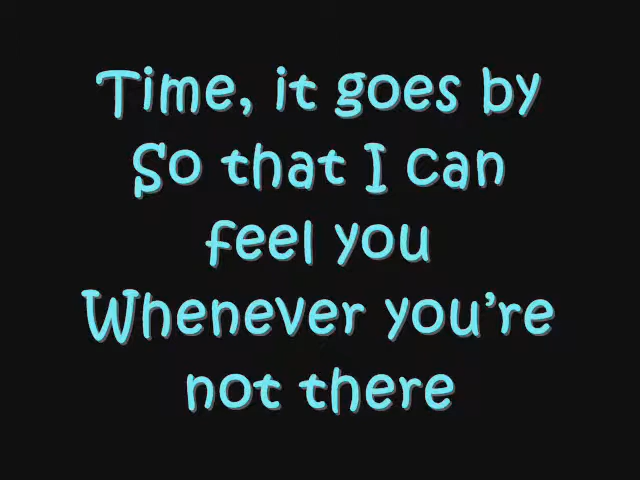 Time, it goes by
So that I can
feel you
Whenever you’re
not there